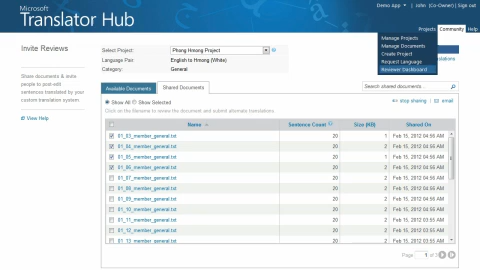 Microsoft
Translator Hub
Demo App | John (Co-Owner) | Sign out
Projects Community Help
Manage Projects
Manage Documents
Create Project
Request Language
Reviewer Dashboard
Invite Reviews
Share documents & invite
people to post-edit
sentences translated by your
custom translation system.
View Help
Select Project: Phong Hmong Project
Language Pair: English to Hmong (White)
Category: General
Available Documents Shared Documents
Search shared documents...
Show All Show Selected
stop sharing | email
Click on the filename to review the document and submit alternate translations.
Name Sentence Count Size (KB) Shared On
01_03_member_general.txt 20 1 Feb 15, 2012 04:56 AM
01_04_member_general.txt 20 2 Feb 15, 2012 04:56 AM
01_05_member_general.txt 20 1 Feb 15, 2012 04:56 AM
01_06_member_general.txt 20 2 Feb 15, 2012 04:56 AM
01_07_member_general.txt 20 2 Feb 15, 2012 04:56 AM
01_08_member_general.txt 20 2 Feb 15, 2012 04:56 AM
01_09_member_general.txt 20 2 Feb 15, 2012 04:56 AM
01_10_member_general.txt 20 2 Feb 15, 2012 03:55 AM
01_11_member_general.txt 20 2 Feb 15, 2012 03:55 AM
01_12_member_general.txt 20 2 Feb 15, 2012 03:55 AM
01_13_member_general.txt 20 2 Feb 15, 2012 03:55 AM
Page 1 of